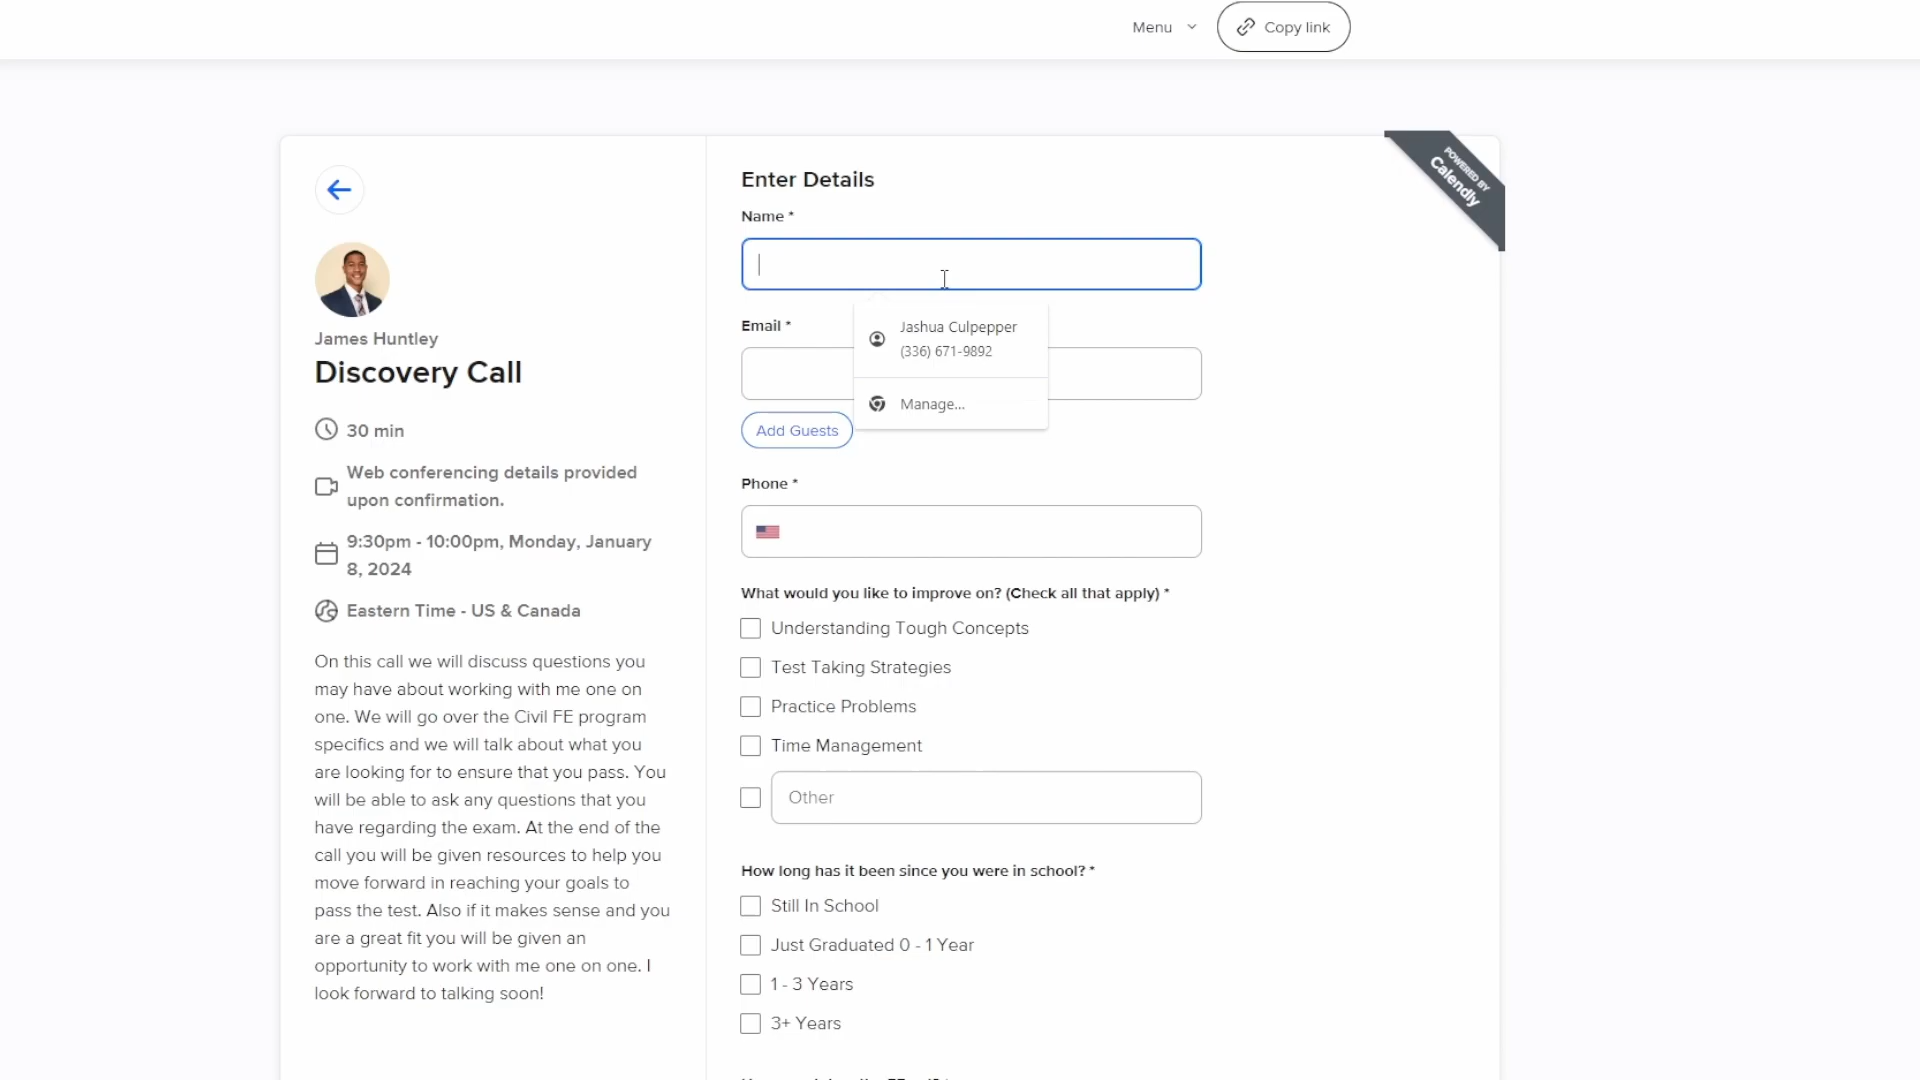 Menu
Copy link
POWERED BY
Calendly
James Huntley
Discovery Call
30 min
Web conferencing details provided
upon confirmation.
9:30pm - 10:00pm, Monday, January
8, 2024
Eastern Time - US & Canada
On this call we will discuss questions you
may have about working with me one on
one. We will go over the Civil FE program
specifics and we will talk about what you
are looking for to ensure that you pass. You
will be able to ask any questions that you
have regarding the exam. At the end of the
call you will be given resources to help you
move forward in reaching your goals to
pass the test. Also if it makes sense and you
are a great fit you will be given an
opportunity to work with me one on one. I
look forward to talking soon!
Enter Details
Name *
Jashua Culpepper
(336) 671-9892
Manage...
Email *
Add Guests
Phone *
What would you like to improve on? (Check all that apply) *
Understanding Tough Concepts
Test Taking Strategies
Practice Problems
Time Management
Other
How long has it been since you were in school? *
Still In School
Just Graduated 0 - 1 Year
1 - 3 Years
3+ Years